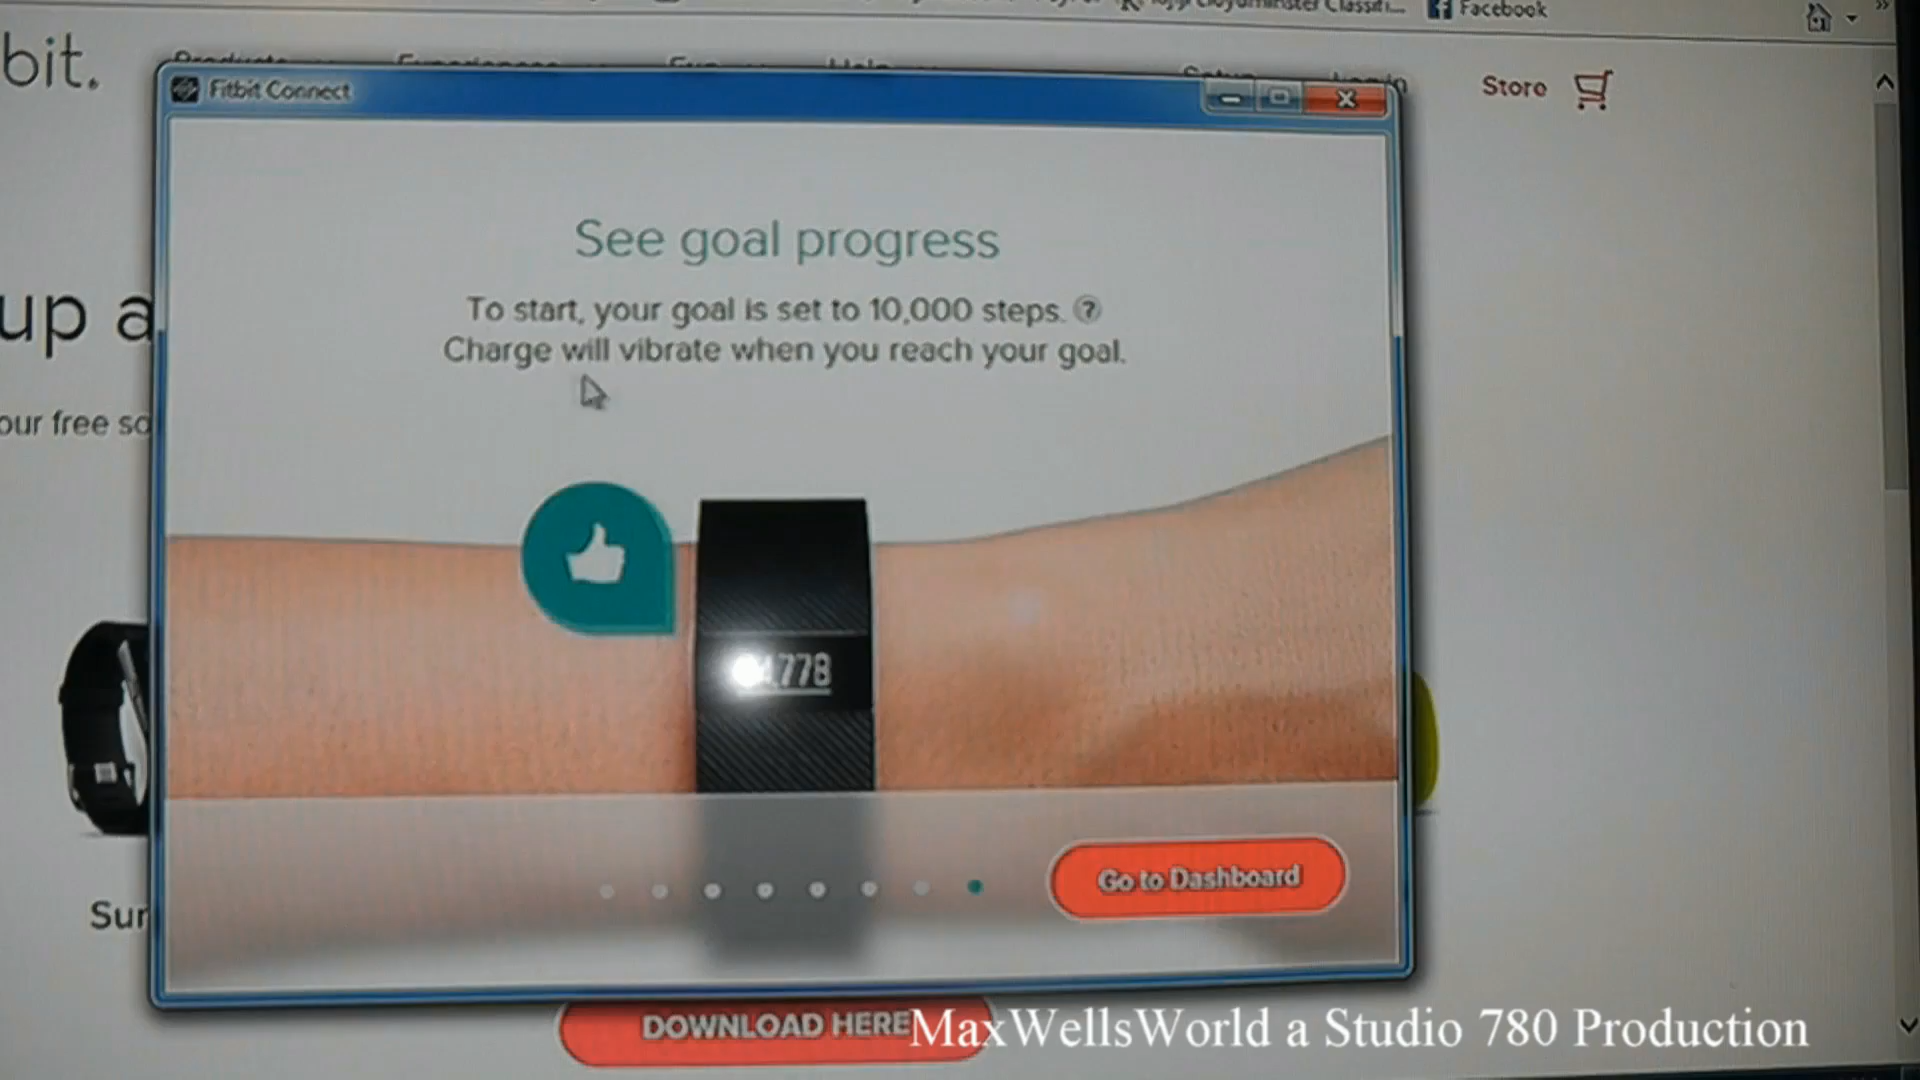 Facebook
bit.
Store
Fitbit Connect
See goal progress
To start, your goal is set to 10,000 steps. ?
Charge will vibrate when you reach your goal.
up a
our free
778
Go to Dashboard
Sur
DOWNLOAD HERE
MaxWellsWorld a Studio 780 Production